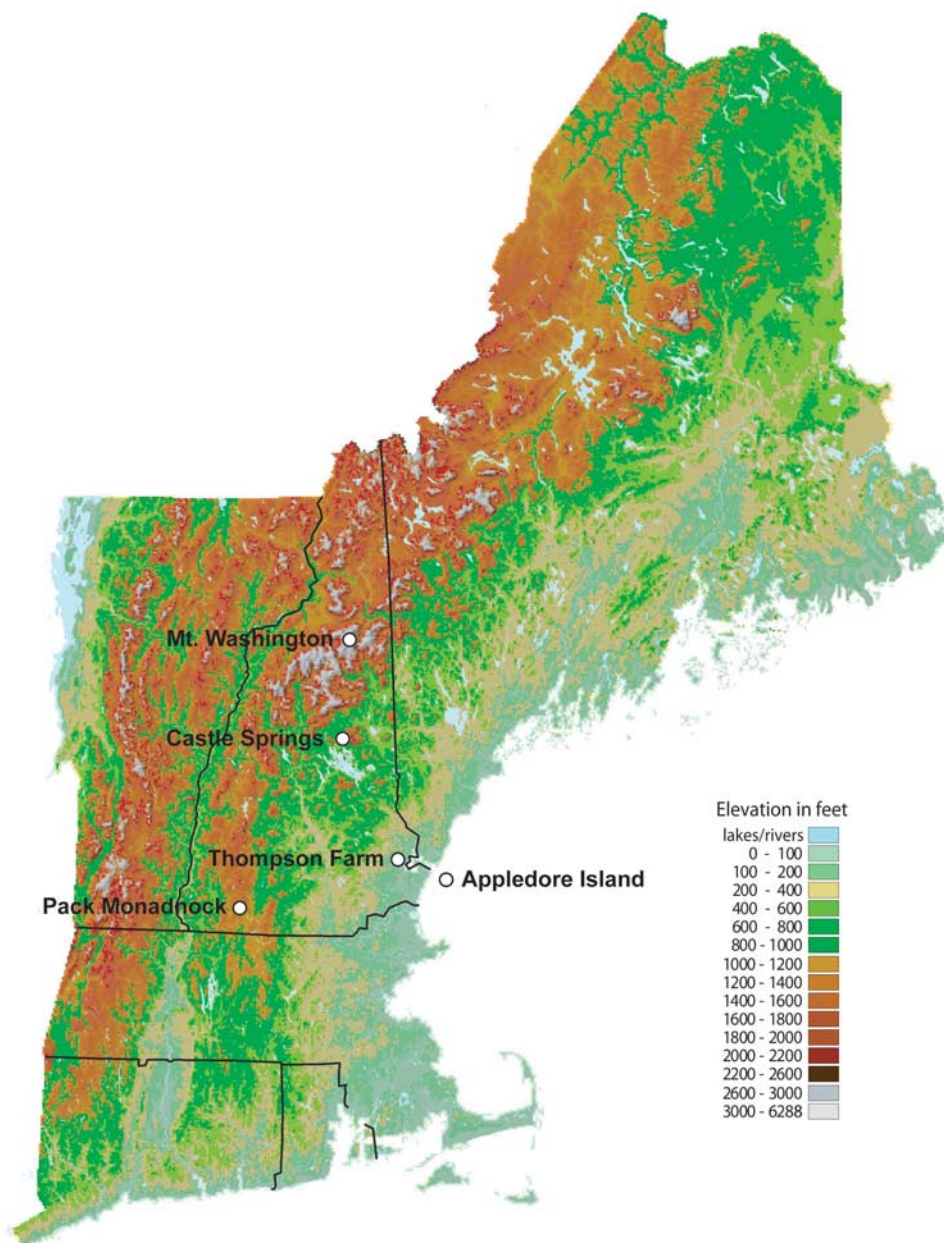 Mt. Washington
Castle Springs
Thompson Farm
Appledore Island
Pack Monadnock
Elevation in feet
lakes/rivers
0 - 100
100 - 200
200 - 400
400 - 600
600 - 800
800 - 1000
1000 - 1200
1200 - 1400
1400 - 1600
1600 - 1800
1800 - 2000
2000 - 2200
2200 - 2600
2600 - 3000
3000 - 6288